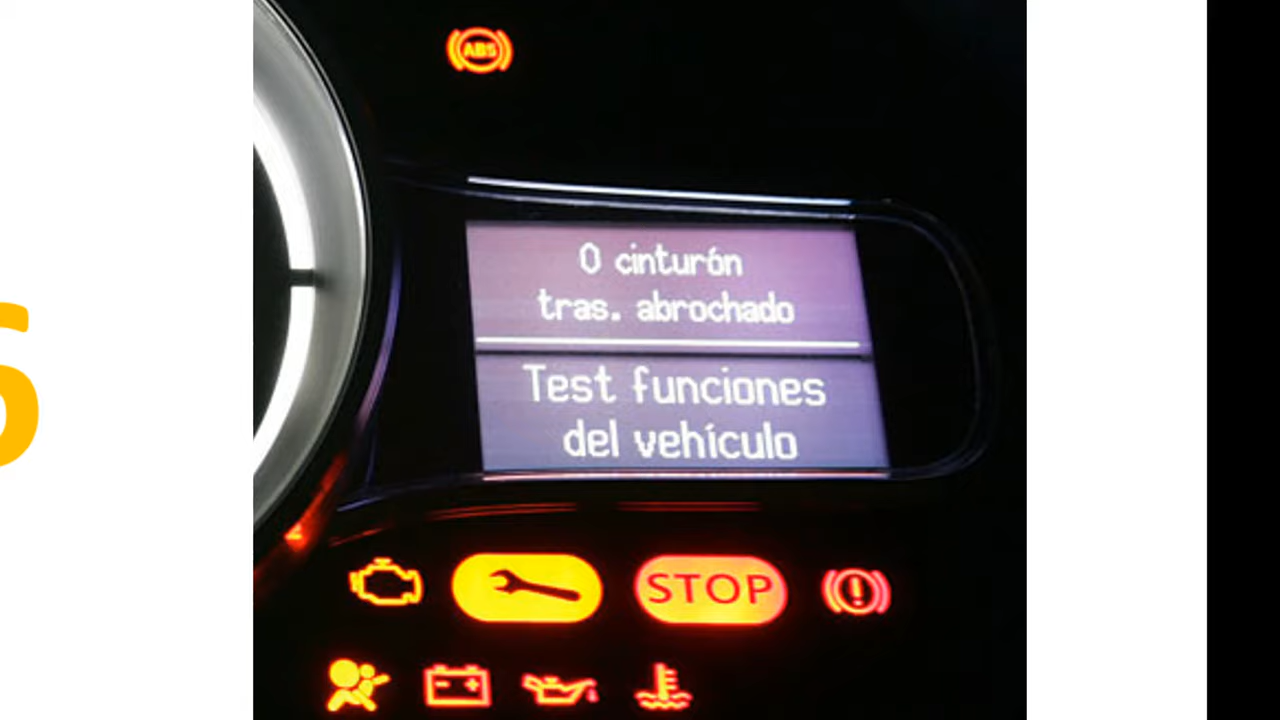 ABS
0 cinturón
tras. abrochado
Test funciones
del vehículo
STOP